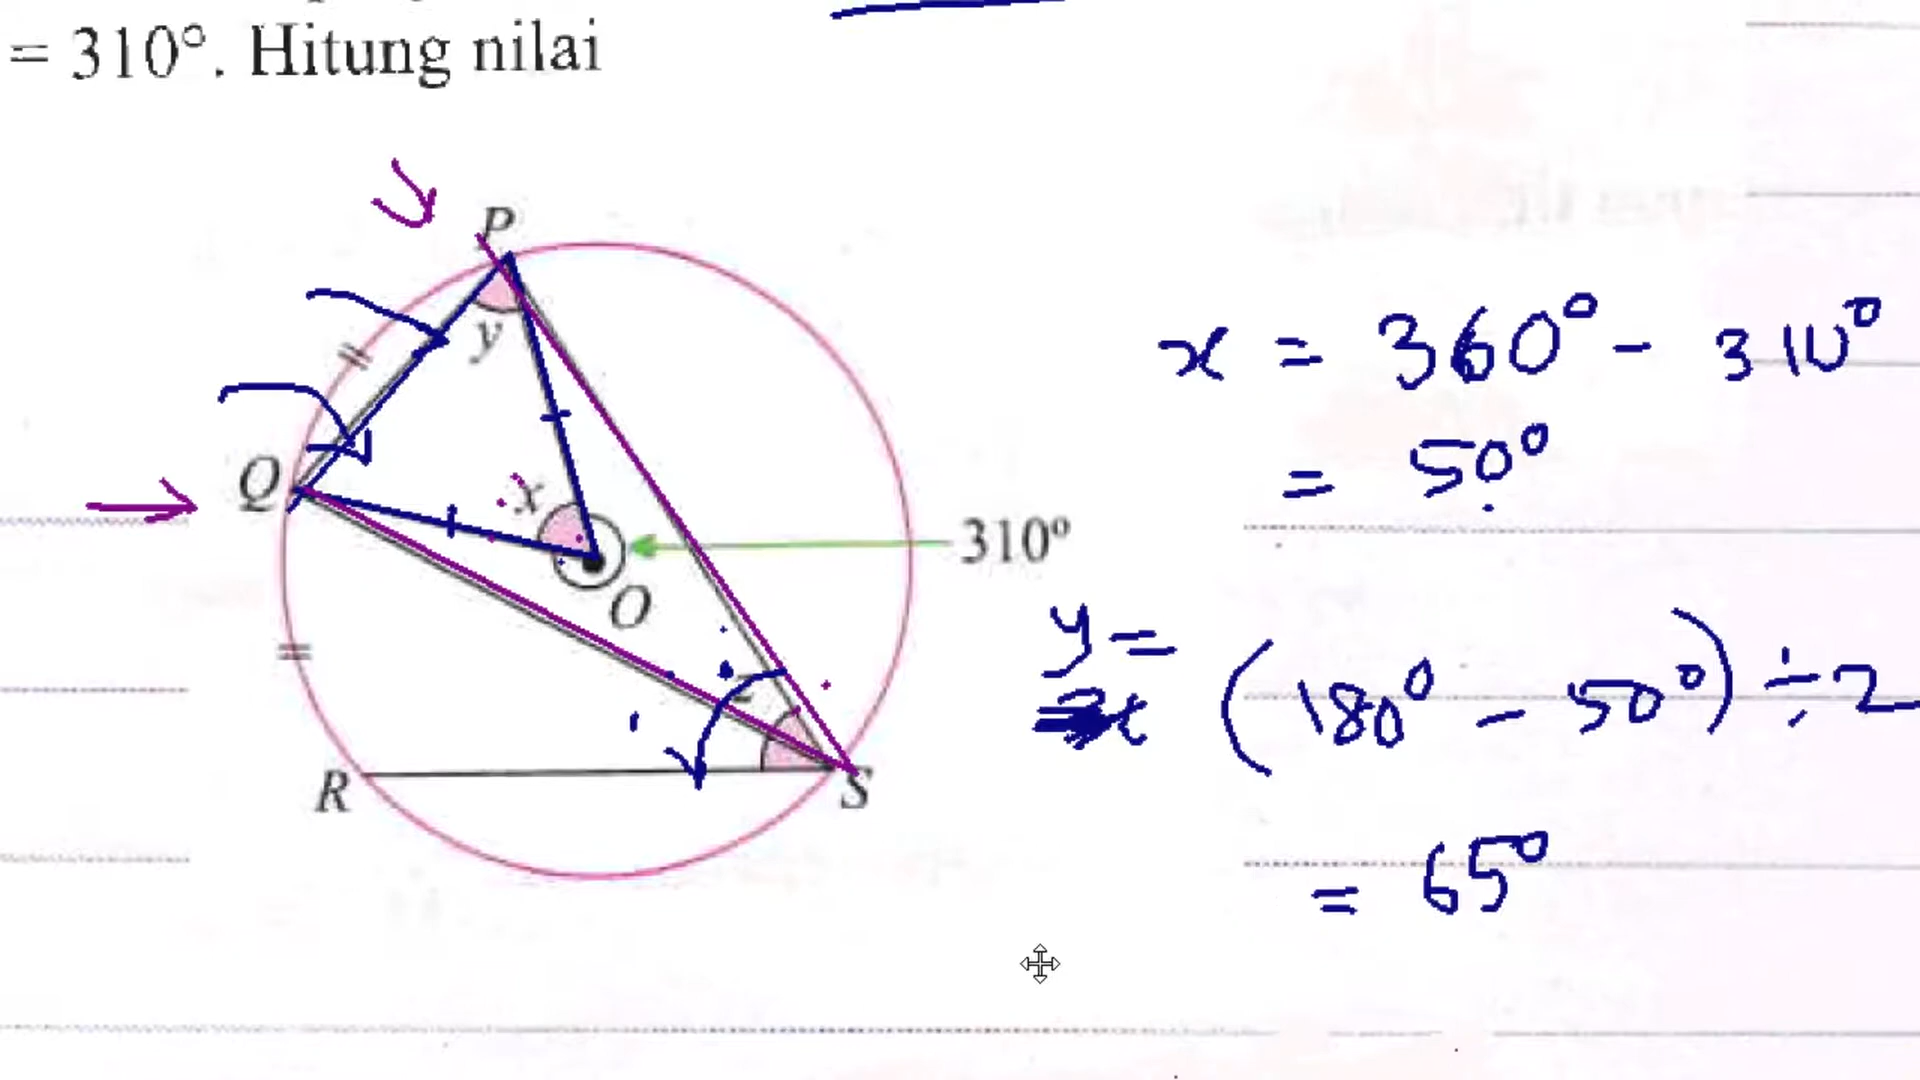 = 310°. Hitung nilai
P
y
Q
x
310°
O
z
R
S
x = 360° - 310°
= 50°
y =
(180° - 50°) ÷ 2
= 65°